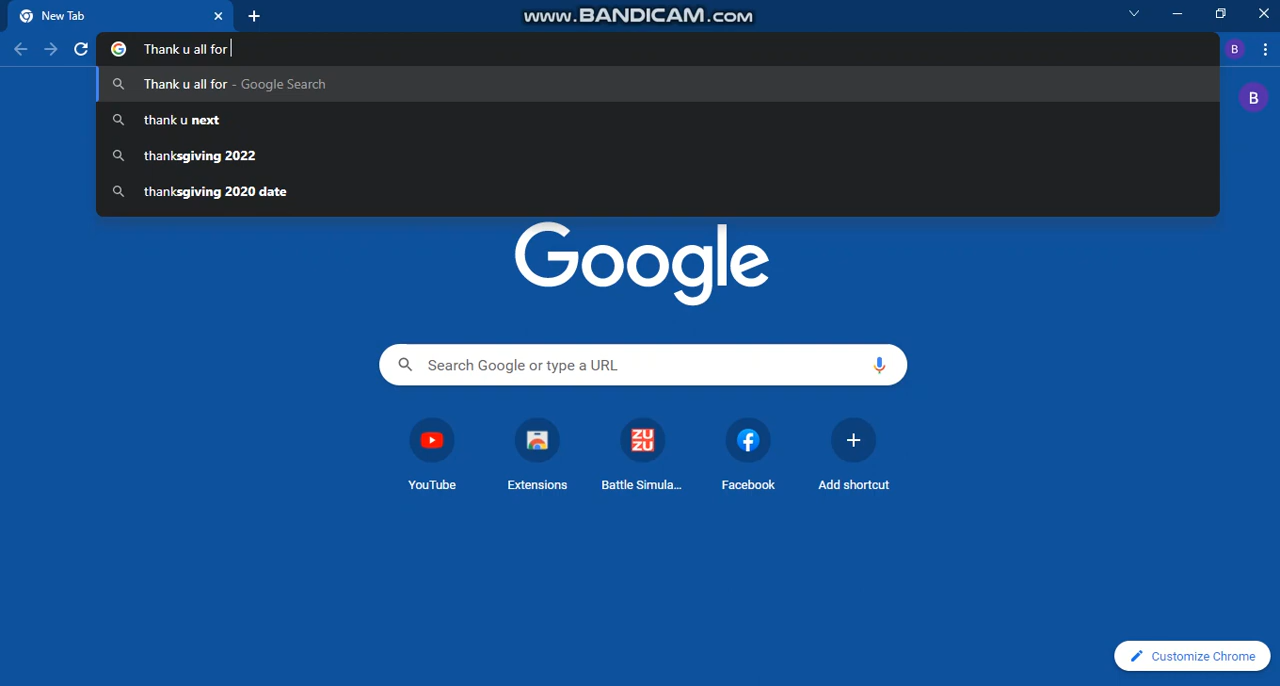 New Tab
www.BANDICAM.com
Thank u all for
B
Thank u all for - Google Search
B
thank u next
thanksgiving 2022
thanksgiving 2020 date
Google
Search Google or type a URL
ZU
ZU
YouTube
Extensions
Battle Simula...
Facebook
Add shortcut
Customize Chrome